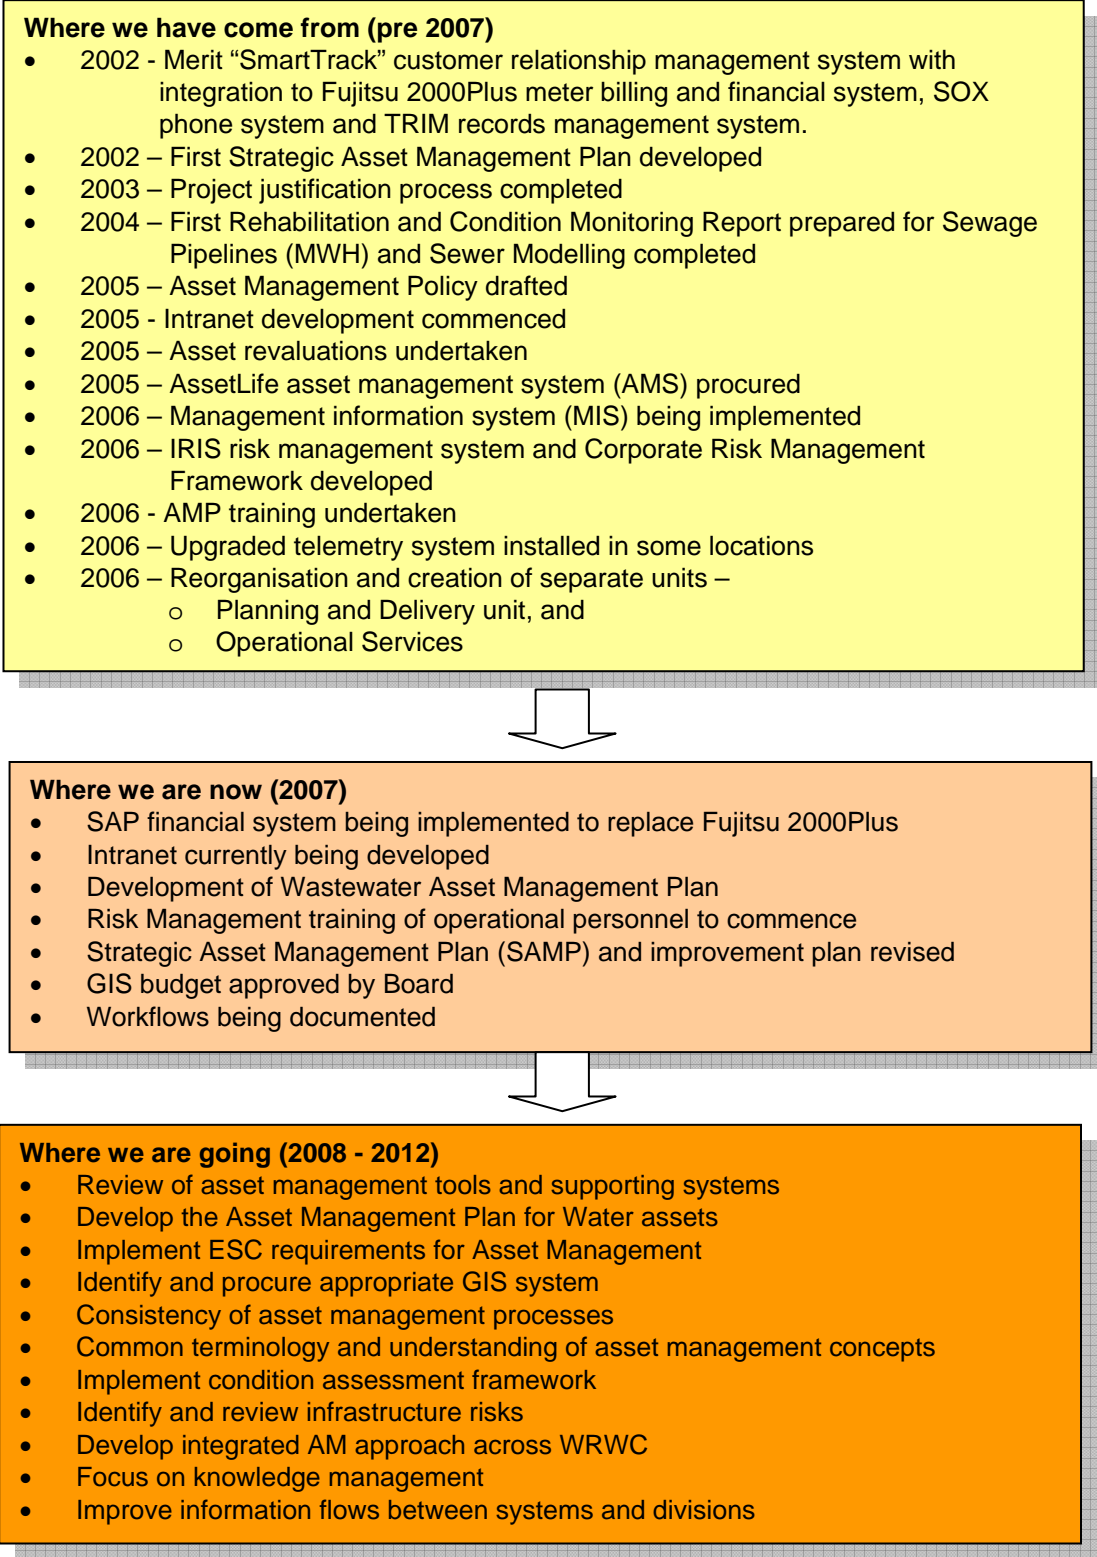 Where we have come from (pre 2007)
• 2002 - Merit “SmartTrack” customer relationship management system with
integration to Fujitsu 2000Plus meter billing and financial system, SOX
phone system and TRIM records management system.
• 2002 – First Strategic Asset Management Plan developed
• 2003 – Project justification process completed
• 2004 – First Rehabilitation and Condition Monitoring Report prepared for Sewage
Pipelines (MWH) and Sewer Modelling completed
• 2005 – Asset Management Policy drafted
• 2005 - Intranet development commenced
• 2005 – Asset revaluations undertaken
• 2005 – AssetLife asset management system (AMS) procured
• 2006 – Management information system (MIS) being implemented
• 2006 – IRIS risk management system and Corporate Risk Management
Framework developed
• 2006 - AMP training undertaken
• 2006 – Upgraded telemetry system installed in some locations
• 2006 – Reorganisation and creation of separate units –
o Planning and Delivery unit, and
o Operational Services
Where we are now (2007)
• SAP financial system being implemented to replace Fujitsu 2000Plus
• Intranet currently being developed
• Development of Wastewater Asset Management Plan
• Risk Management training of operational personnel to commence
• Strategic Asset Management Plan (SAMP) and improvement plan revised
• GIS budget approved by Board
• Workflows being documented
Where we are going (2008 - 2012)
• Review of asset management tools and supporting systems
• Develop the Asset Management Plan for Water assets
• Implement ESC requirements for Asset Management
• Identify and procure appropriate GIS system
• Consistency of asset management processes
• Common terminology and understanding of asset management concepts
• Implement condition assessment framework
• Identify and review infrastructure risks
• Develop integrated AM approach across WRWC
• Focus on knowledge management
• Improve information flows between systems and divisions